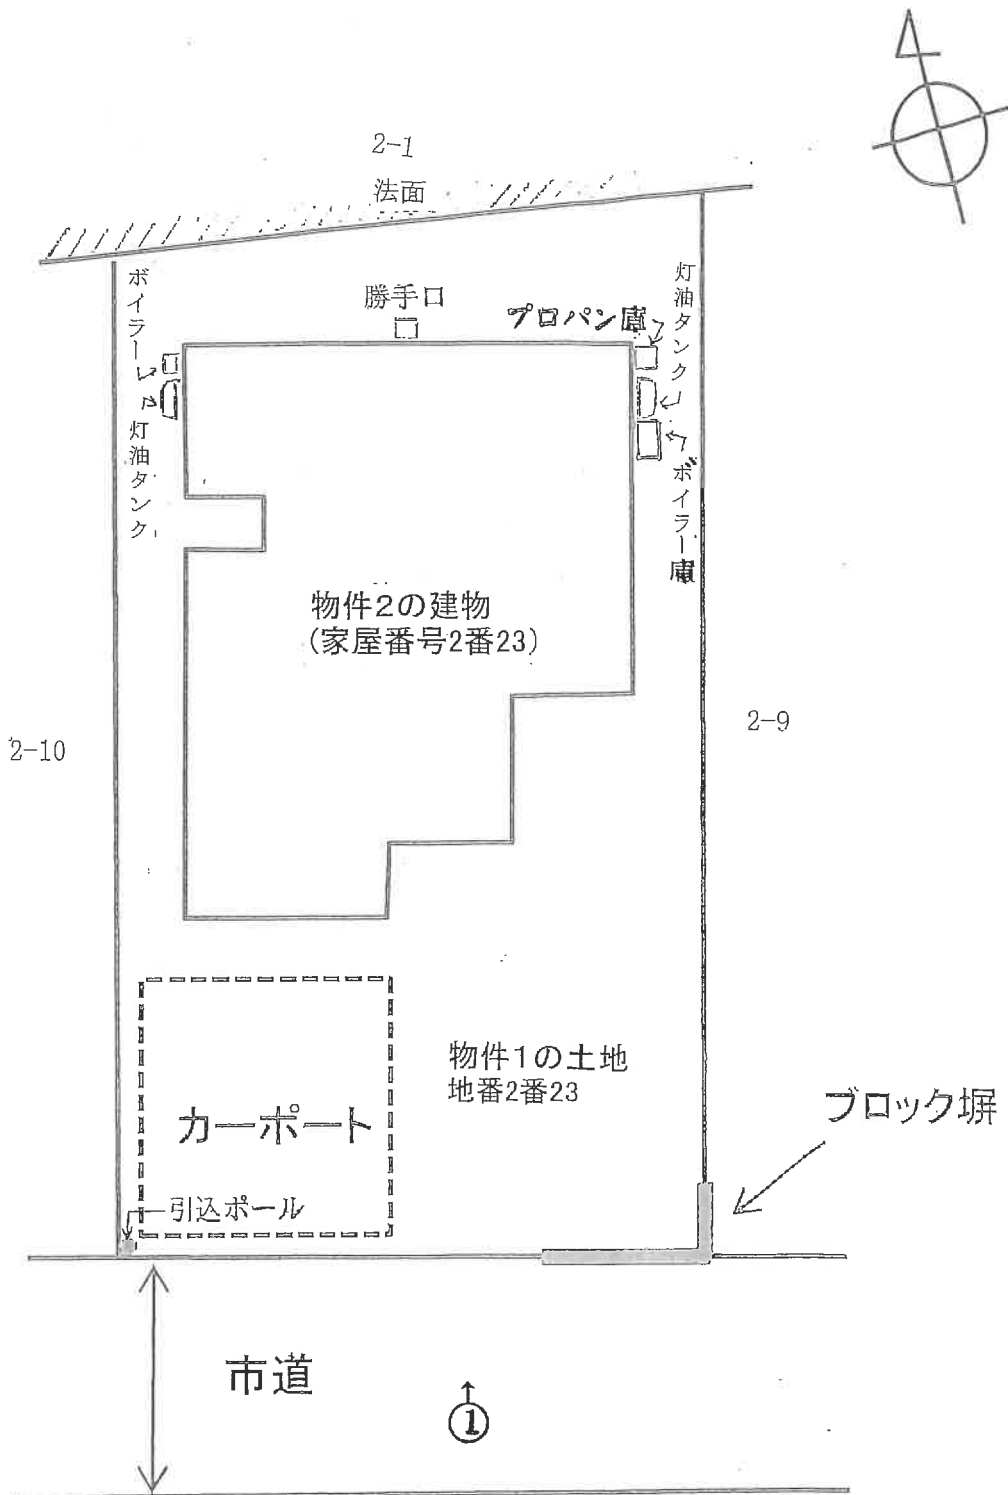 2-1
法面
ボイラー
灯油タンク
勝手口
プロパン庫
灯油タンク
ボイラー庫
物件2の建物
(家屋番号2番23)
2-10
2-9
物件1の土地
地番2番23
カーポート
引込ポール
ブロック塀
市道
①